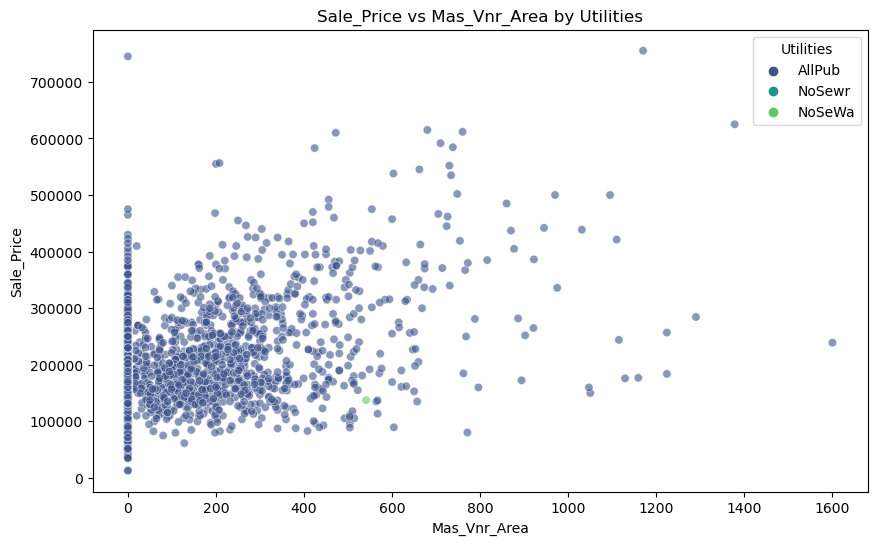 Sale_Price vs Mas_Vnr_Area by Utilities
Utilities
AllPub
NoSewr
NoSeWa
700000
600000
500000
400000
300000
200000
100000
0
Sale_Price
0 200 400 600 800 1000 1200 1400 1600
Mas_Vnr_Area